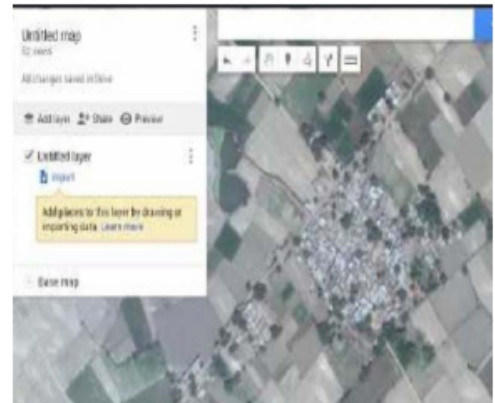 Untitled map
All changes saved in Drive
Add layer Share Preview
Untitled layer
Import
Add places to this layer by drawing or
importing data. Learn more
Base map